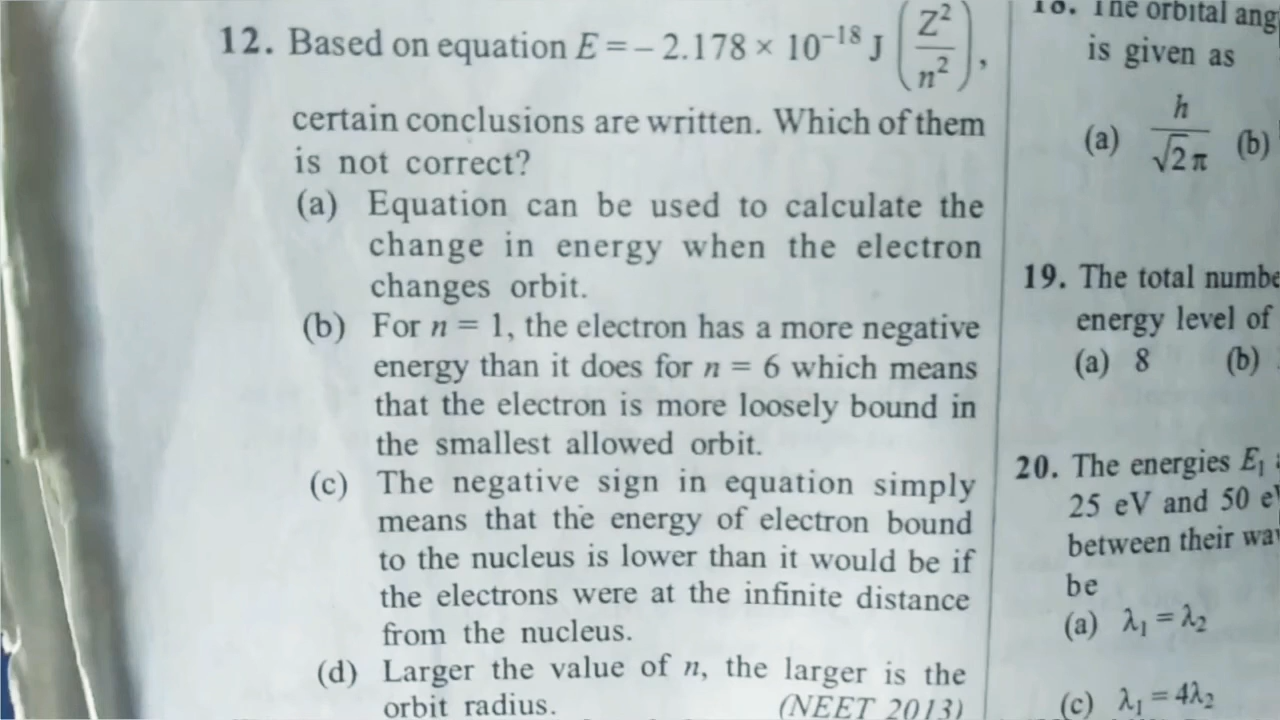 12. Based on equation E = – 2.178 × 10⁻¹⁸ J (Z²/n²),
certain conclusions are written. Which of them
is not correct?
(a) Equation can be used to calculate the
change in energy when the electron
changes orbit.
(b) For n = 1, the electron has a more negative
energy than it does for n = 6 which means
that the electron is more loosely bound in
the smallest allowed orbit.
(c) The negative sign in equation simply
means that the energy of electron bound
to the nucleus is lower than it would be if
the electrons were at the infinite distance
from the nucleus.
(d) Larger the value of n, the larger is the
orbit radius. (NEET 2013)
The orbital
is given as
(a) h/√2π (b)
19. The total
energy level of
(a) 8 (b)
20. The energies E₁
25 eV and 50
between their
be
(a) λ₁ = λ₂
(c) λ₁ = 4λ₂